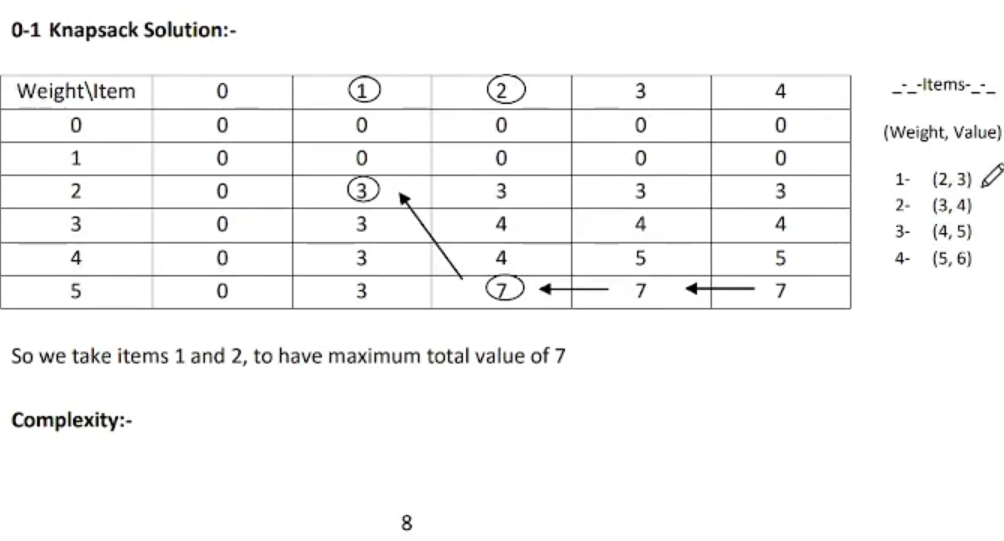 0-1 Knapsack Solution:-
Weight\Item 0 1 2 3 4
0 0 0 0 0 0
1 0 0 0 0 0
2 0 3 3 3 3
3 0 3 4 4 4
4 0 3 4 5 5
5 0 3 7 7 7
_-_-Items-_-_
(Weight, Value)
1- (2, 3)
2- (3, 4)
3- (4, 5)
4- (5, 6)
So we take items 1 and 2, to have maximum total value of 7
Complexity:-
8